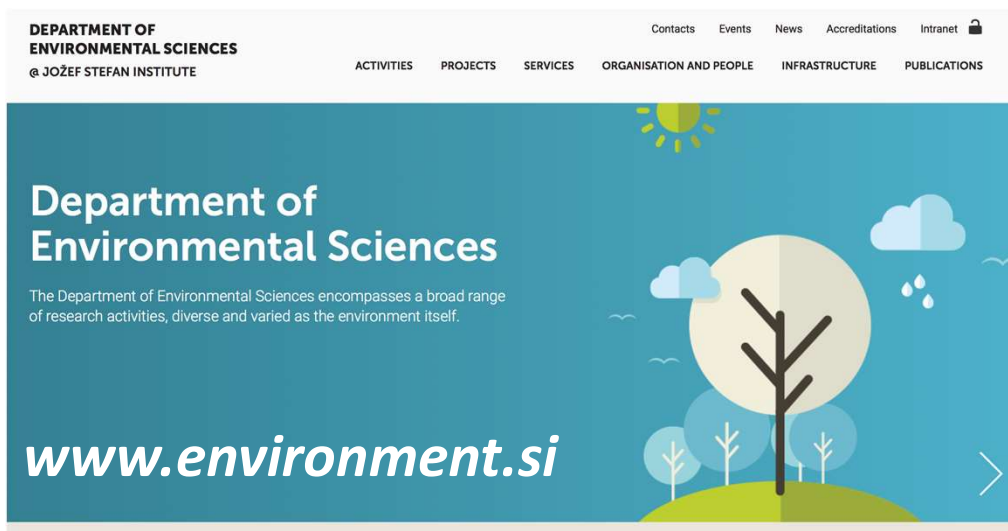 DEPARTMENT OF
ENVIRONMENTAL SCIENCES
@ JOŽEF STEFAN INSTITUTE
Contacts Events News Accreditations Intranet
ACTIVITIES PROJECTS SERVICES ORGANISATION AND PEOPLE INFRASTRUCTURE PUBLICATIONS
Department of
Environmental Sciences
The Department of Environmental Sciences encompasses a broad range
of research activities, diverse and varied as the environment itself.
www.environment.si